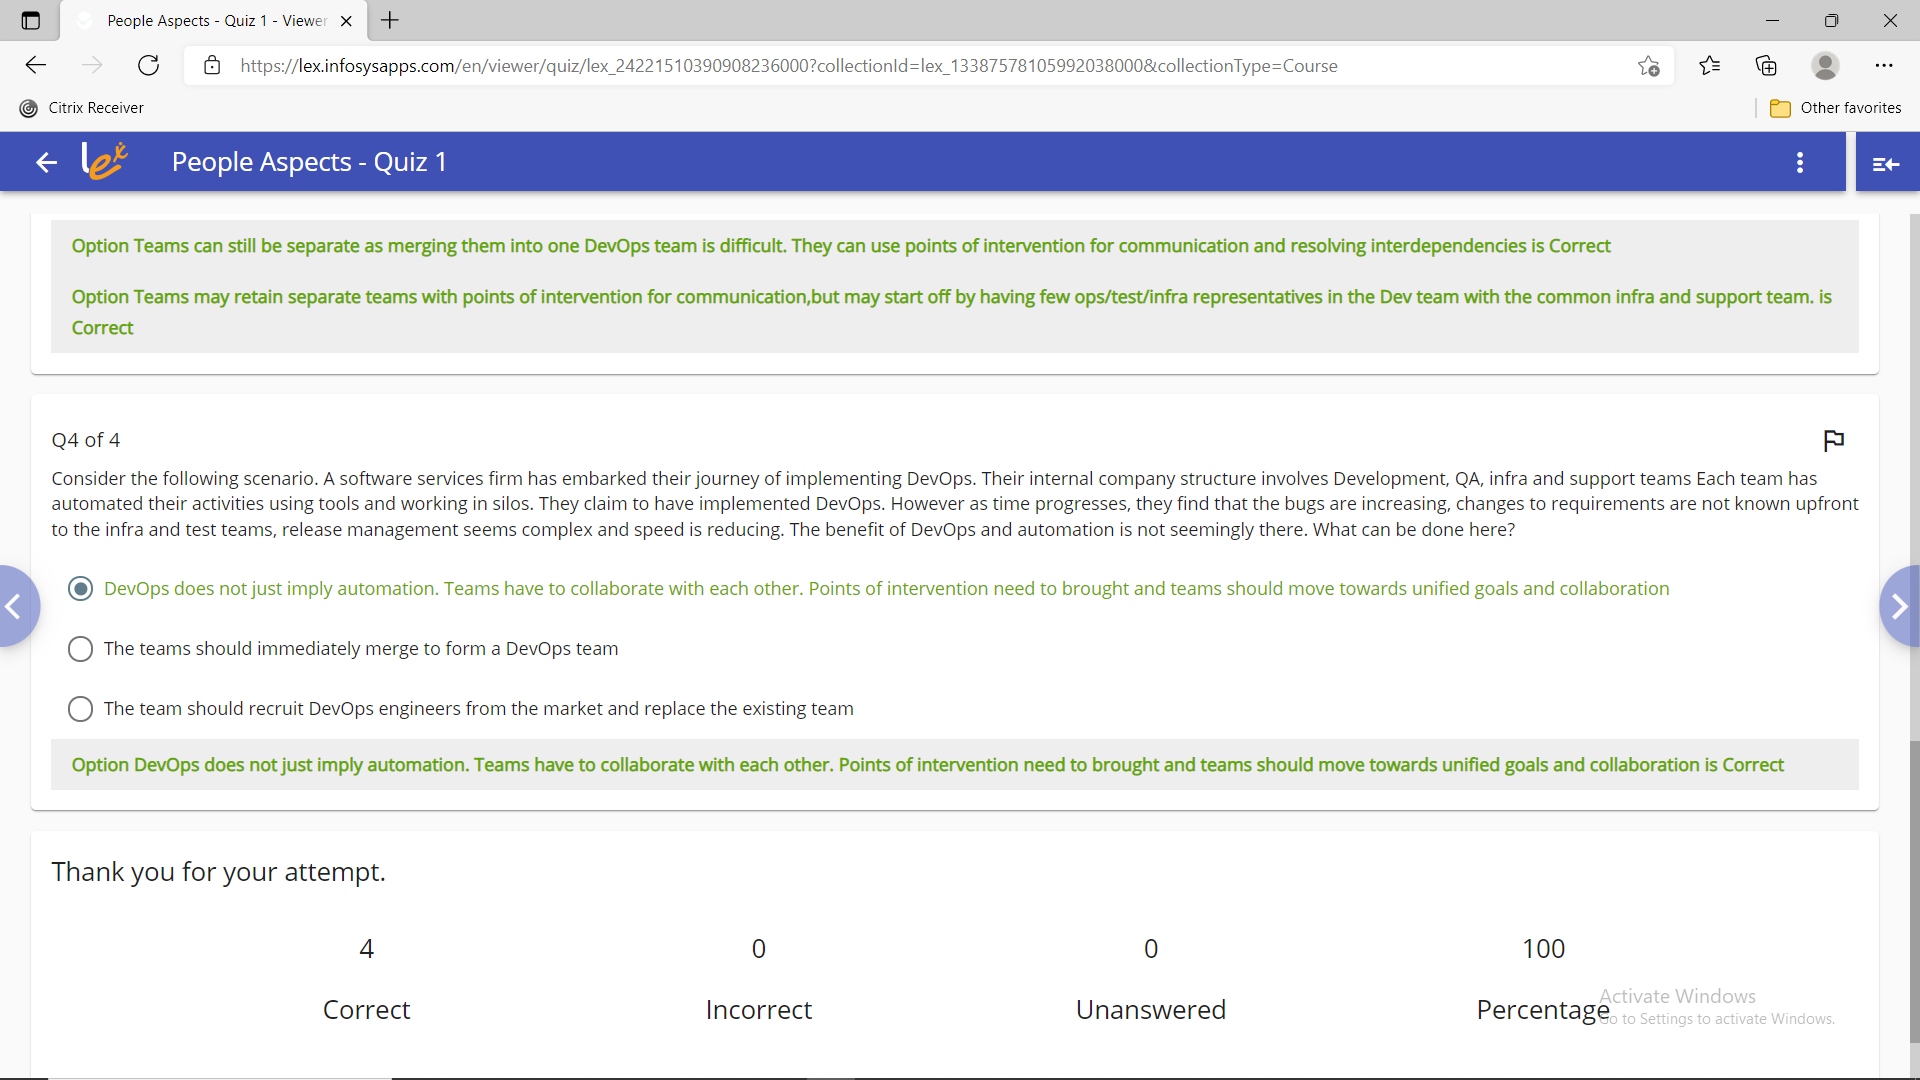 People Aspects - Quiz 1 - Viewer
https://lex.infosysapps.com/en/viewer/quiz/lex_24221510390908236000?collectionId=lex_13387578105992038000&collectionType=Course
Citrix Receiver
Other favorites
lex
People Aspects - Quiz 1
Option Teams can still be separate as merging them into one DevOps team is difficult. They can use points of intervention for communication and resolving interdependencies is Correct
Option Teams may retain separate teams with points of intervention for communication,but may start off by having few ops/test/infra representatives in the Dev team with the common infra and support team. is
Correct
Q4 of 4
Consider the following scenario. A software services firm has embarked their journey of implementing DevOps. Their internal company structure involves Development, QA, infra and support teams Each team has
automated their activities using tools and working in silos. They claim to have implemented DevOps. However as time progresses, they find that the bugs are increasing, changes to requirements are not known upfront
to the infra and test teams, release management seems complex and speed is reducing. The benefit of DevOps and automation is not seemingly there. What can be done here?
DevOps does not just imply automation. Teams have to collaborate with each other. Points of intervention need to brought and teams should move towards unified goals and collaboration
The teams should immediately merge to form a DevOps team
The team should recruit DevOps engineers from the market and replace the existing team
Option DevOps does not just imply automation. Teams have to collaborate with each other. Points of intervention need to brought and teams should move towards unified goals and collaboration is Correct
Thank you for your attempt.
4 0 0 100
Correct Incorrect Unanswered Percentage
Activate Windows
Go to Settings to activate Windows.